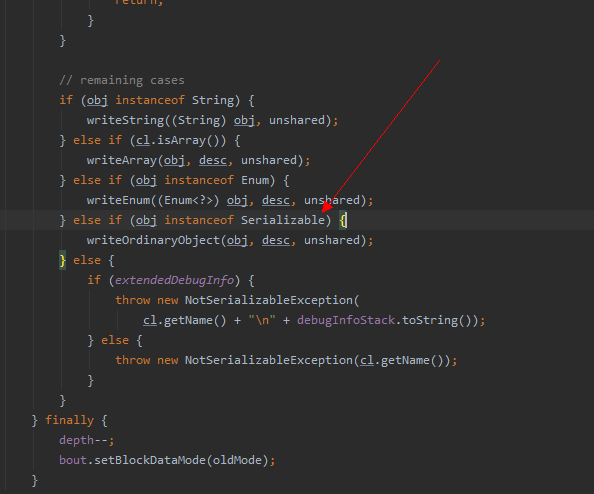 return;
}
}
// remaining cases
if (obj instanceof String) {
writeString((String) obj, unshared);
} else if (cl.isArray()) {
writeArray(obj, desc, unshared);
} else if (obj instanceof Enum) {
writeEnum((Enum<?>) obj, desc, unshared);
} else if (obj instanceof Serializable) {
writeOrdinaryObject(obj, desc, unshared);
} else {
if (extendedDebugInfo) {
throw new NotSerializableException(
cl.getName() + "\n" + debugInfoStack.toString());
} else {
throw new NotSerializableException(cl.getName());
}
}
} finally {
depth--;
bout.setBlockDataMode(oldMode);
}